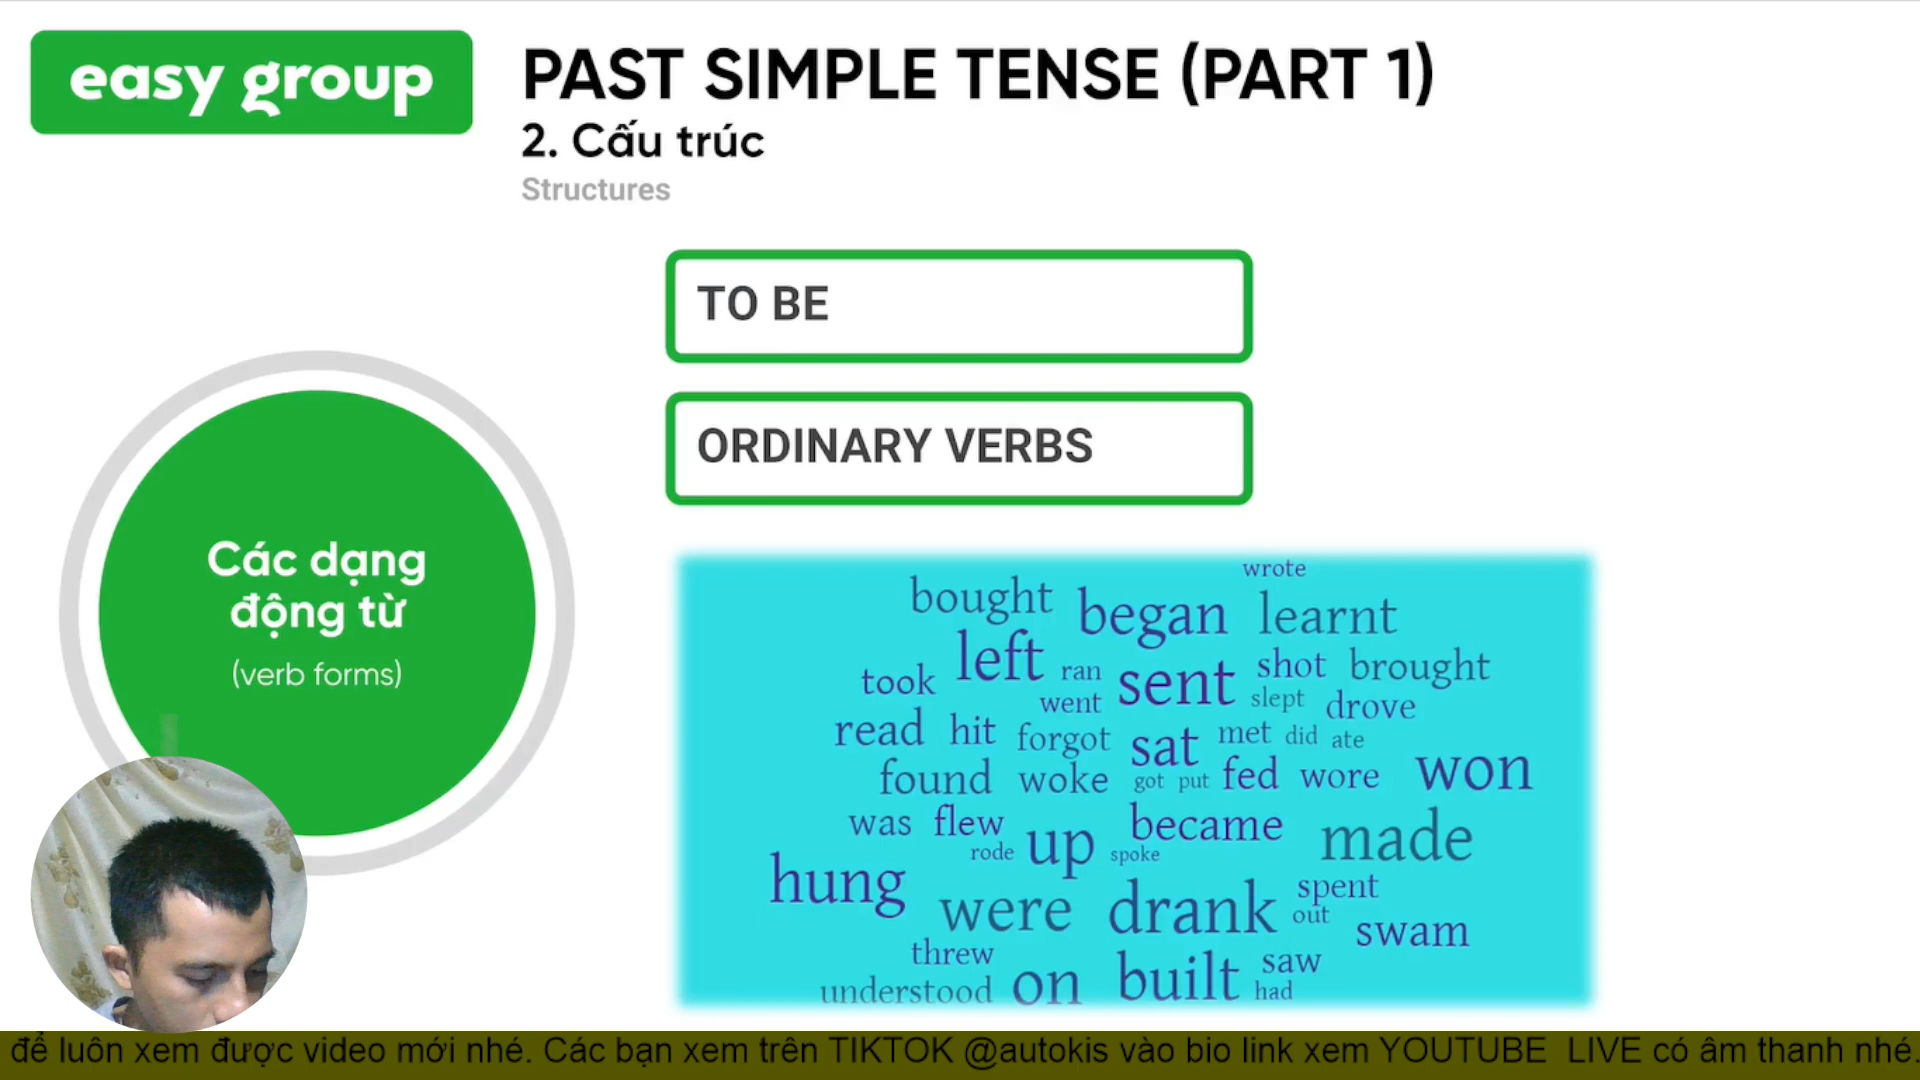 easy group
PAST SIMPLE TENSE (PART 1)
2. Cấu trúc
Structures
TO BE
ORDINARY VERBS
Các dạng
động từ
(verb forms)
wrote
bought began learnt
left ran sent shot brought
took went slept drove
read hit forgot sat met did ate
found woke got put fed wore won
was flew up became made
rode spoke
hung were drank spent
out swam
threw saw
understood on built had
để luôn xem được video mới nhé. Các bạn xem trên TIKTOK @autokis vào bio link xem YOUTUBE LIVE có âm thanh nhé.